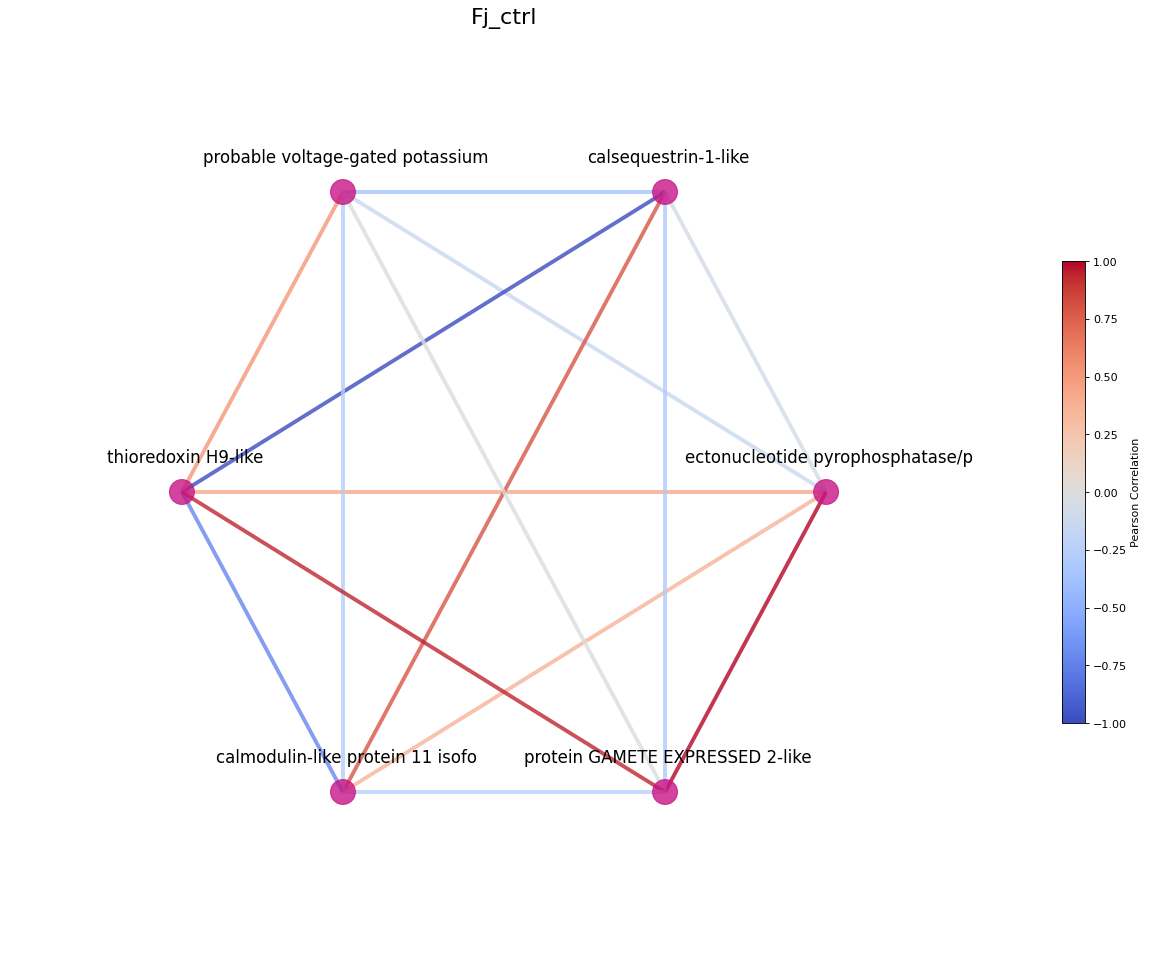 Fj_ctrl
probable voltage-gated potassium
calsequestrin-1-like
thioredoxin H9-like
ectonucleotide pyrophosphatase/p
calmodulin-like protein 11 isofo
protein GAMETE EXPRESSED 2-like
1.00
0.75
0.50
0.25
0.00
−0.25
−0.50
−0.75
−1.00
Pearson Correlation